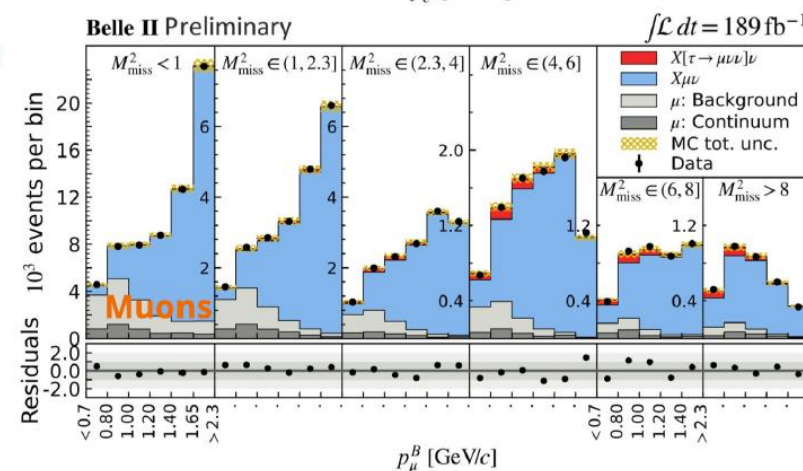 Belle II Preliminary
∫ℒ dt = 189 fb⁻¹
M²miss < 1
M²miss ∈ (1, 2.3]
M²miss ∈ (2.3, 4]
M²miss ∈ (4, 6]
X[τ → μνν]ν
Xμν
μ: Background
μ: Continuum
MC tot. unc.
Data
M²miss ∈ (6, 8]
M²miss > 8
10³ events per bin
20
16
12
8
4
0
6
4
2
6
4
2
2.0
1.2
0.4
1.2
0.4
1.2
0.4
Muons
Residuals
2.0
0.0
-2.0
< 0.7
0.80
1.00
1.20
1.40
1.65
> 2.3
< 0.7
0.80
1.00
1.20
1.40
> 2.3
pᴮμ [GeV/c]